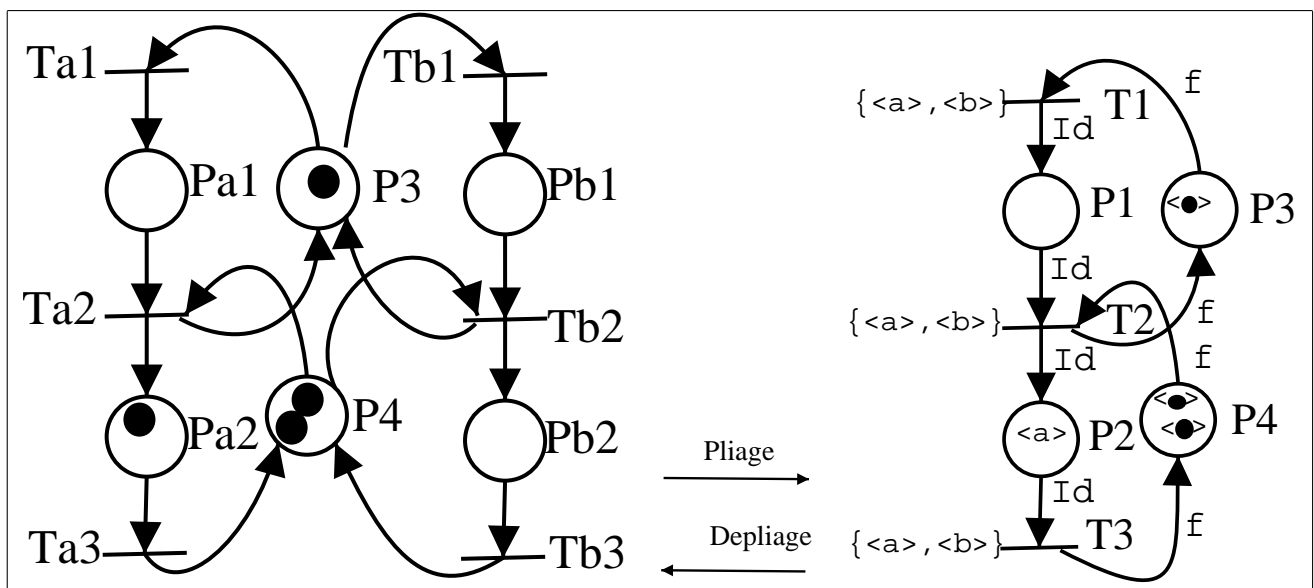 Ta1
Tb1
Pa1
P3
Pb1
Ta2
Tb2
Pa2
P4
Pb2
Ta3
Tb3
Pliage
Depliage
{<a>,<b>}
T1
f
Id
P1
<●>
P3
Id
{<a>,<b>}
T2
f
Id
f
<a>
P2
<●>
<●>
P4
Id
{<a>,<b>}
T3
f